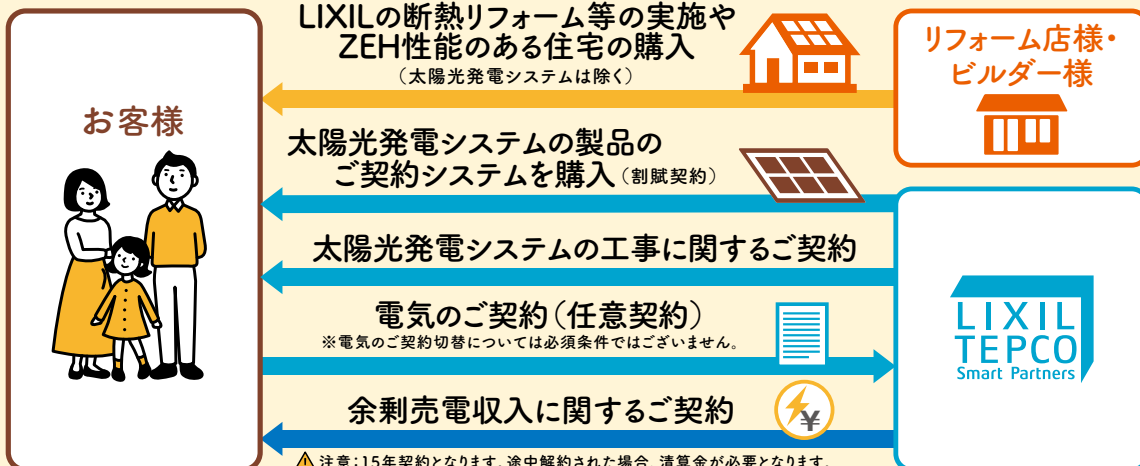 LIXILの断熱リフォーム等の実施や
ZEH性能のある住宅の購入
（太陽光発電システムは除く）
リフォーム店様・
ビルダー様
お客様
太陽光発電システムの製品の
ご契約システムを購入（割賦契約）
太陽光発電システムの工事に関するご契約
電気のご契約（任意契約）
※電気のご契約切替については必須条件ではございません。
LIXIL
TEPCO
Smart Partners
余剰売電収入に関するご契約
¥
注意：15年契約となります。途中解約された場合、清算金が必要となります。